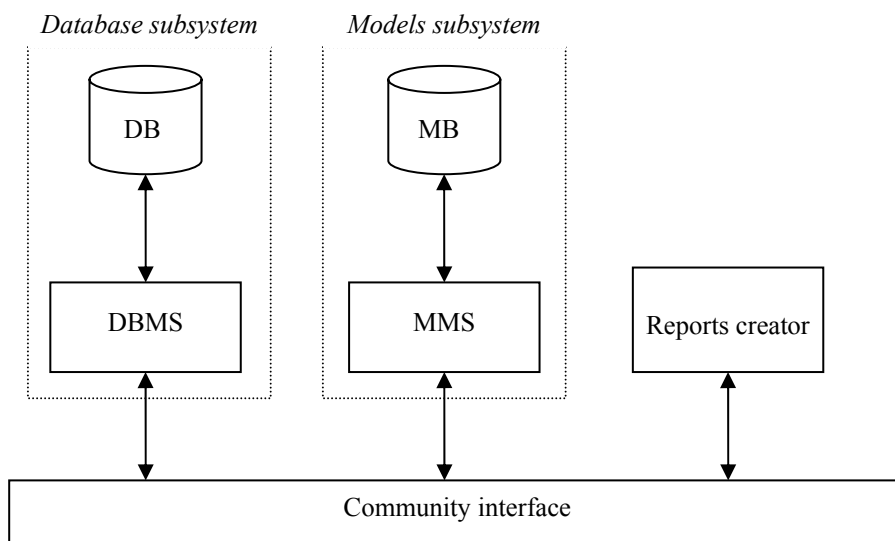 Database subsystem
Models subsystem
DB
MB
DBMS
MMS
Reports creator
Community interface